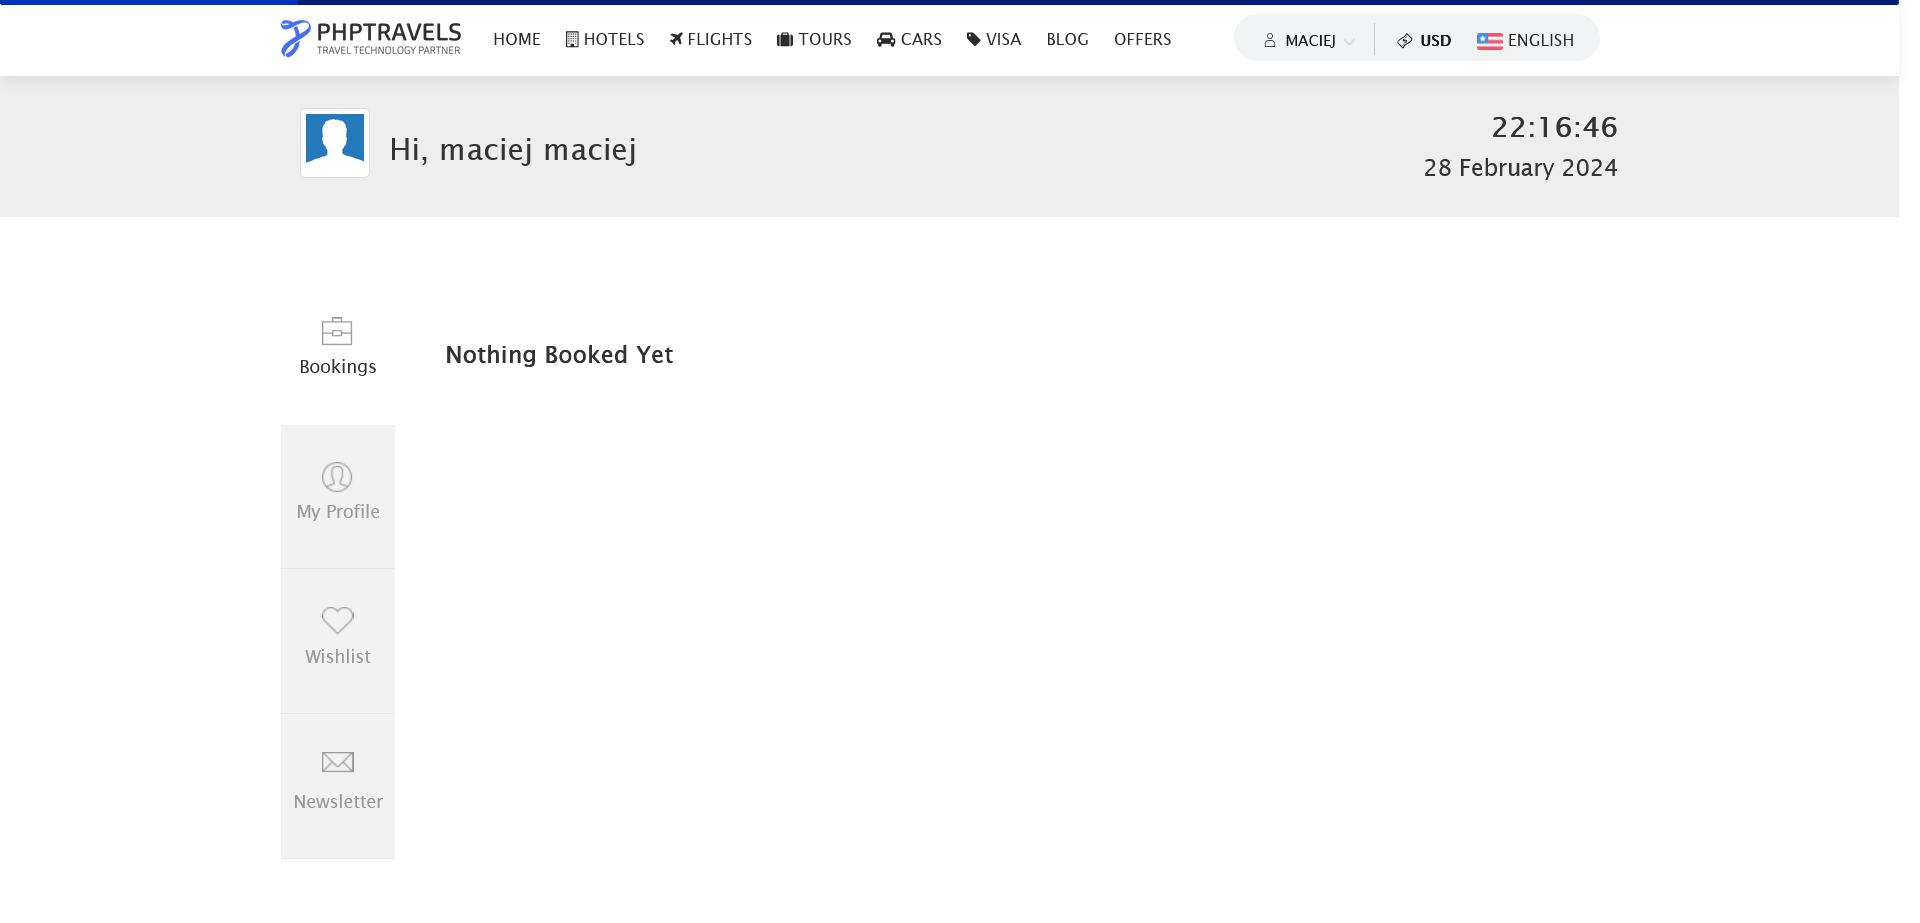 PHPTRAVELS
TRAVEL TECHNOLOGY PARTNER
HOME HOTELS FLIGHTS TOURS CARS VISA BLOG OFFERS
MACIEJ USD ENGLISH
Hi, maciej maciej
22:16:46
28 February 2024
Bookings
Nothing Booked Yet
My Profile
Wishlist
Newsletter